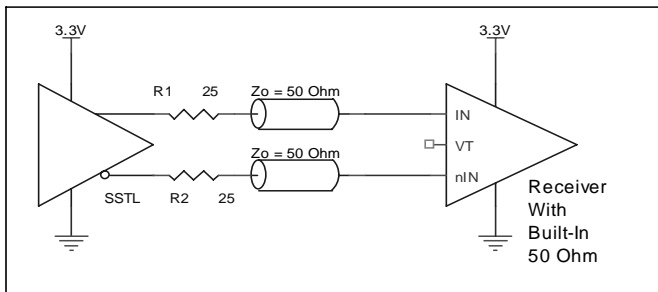 3.3V
3.3V
R1 25
Zo = 50 Ohm
IN
VT
Zo = 50 Ohm
nIN
SSTL
R2 25
Receiver
With
Built-In
50 Ohm